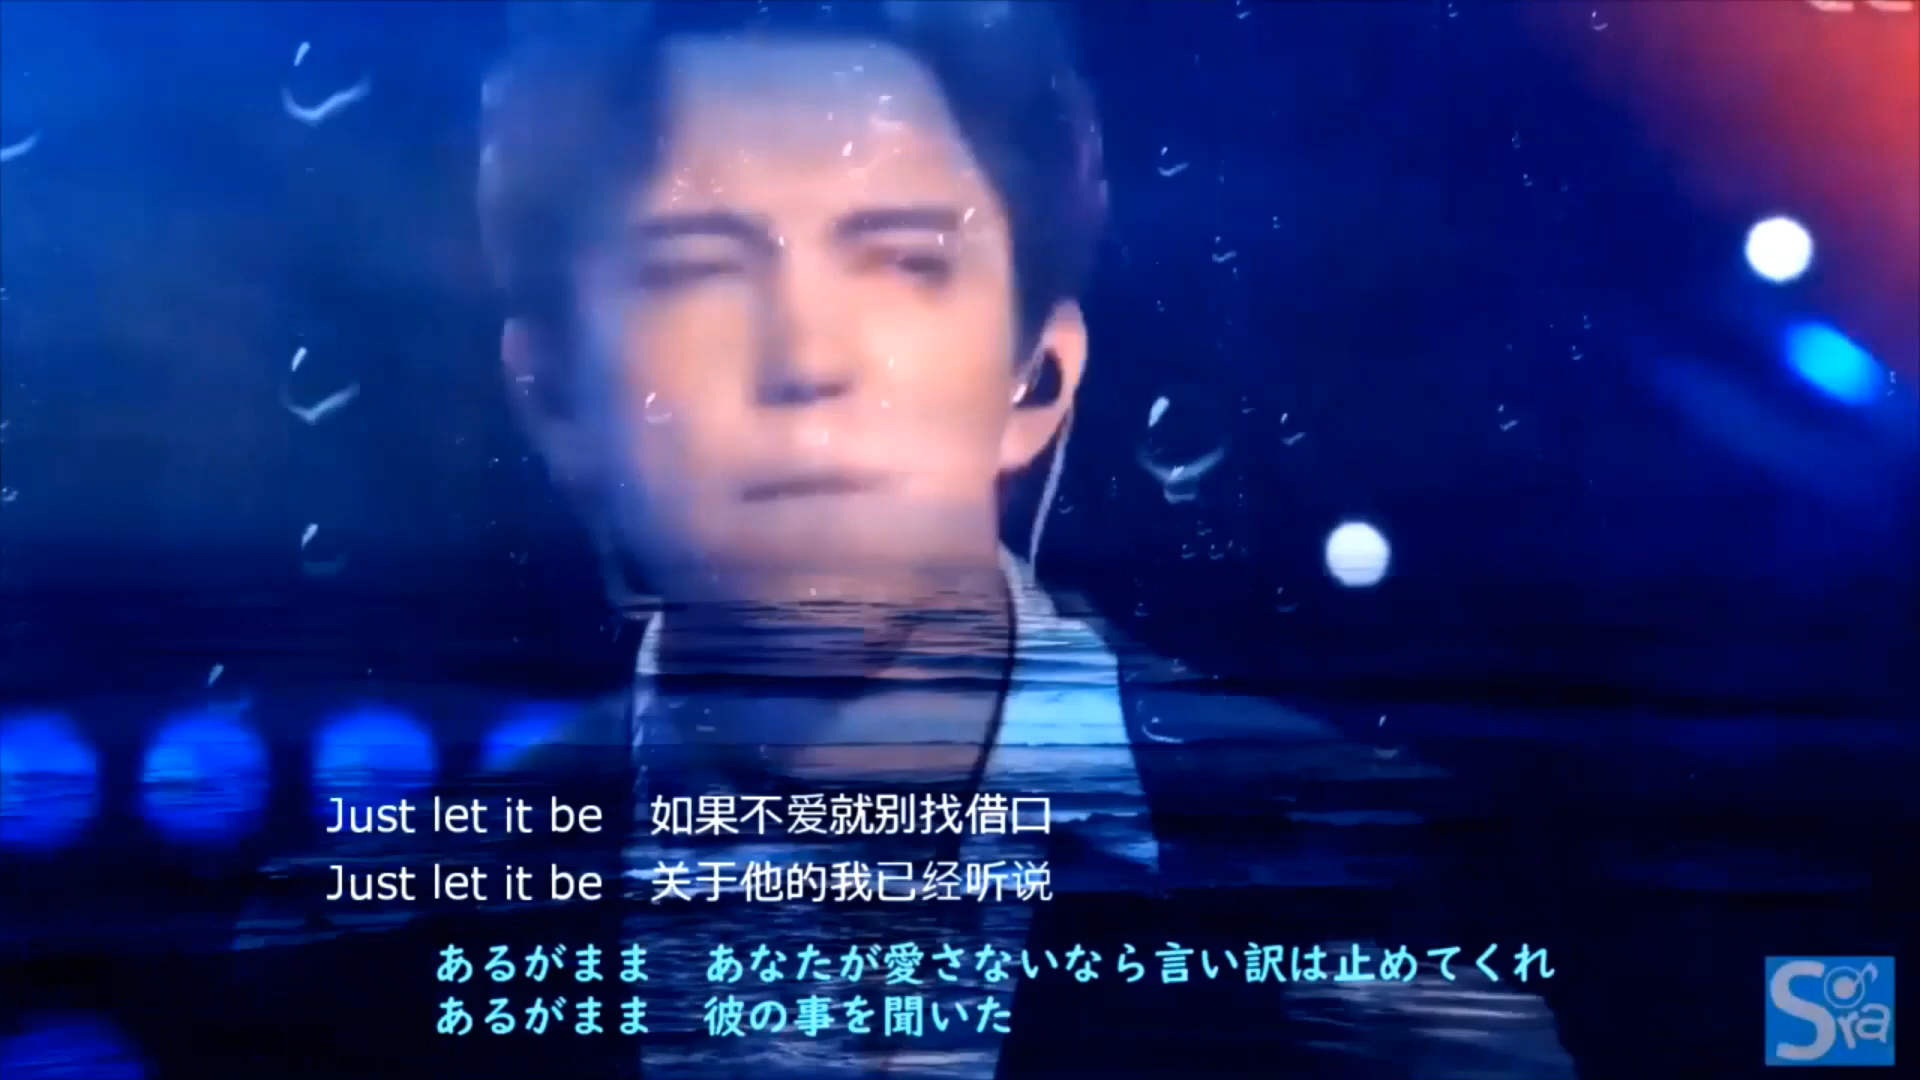 Just let it be 如果不爱就别找借口
Just let it be 关于他的我已经听说
あるがまま あなたが愛さないなら言い訳は止めてくれ
あるがまま 彼の事を聞いた
Sora